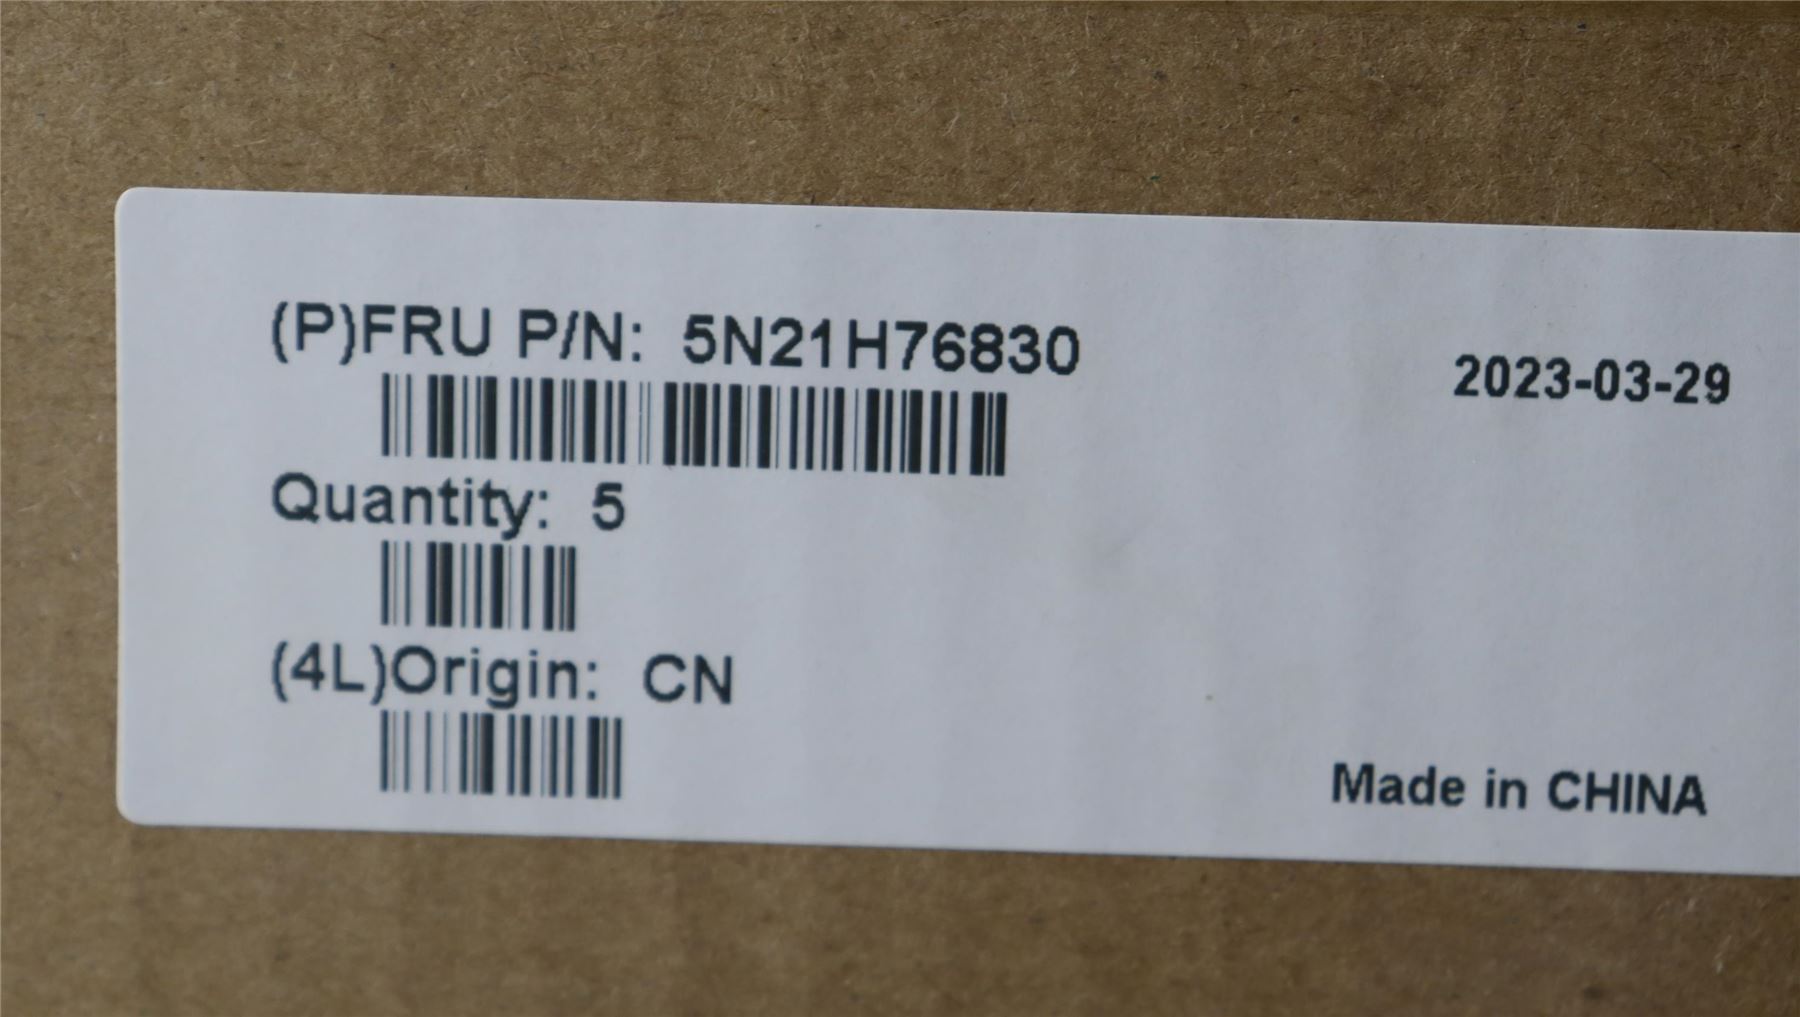 (P)FRU P/N: 5N21H76830
2023-03-29
Quantity: 5
(4L)Origin: CN
Made in CHINA